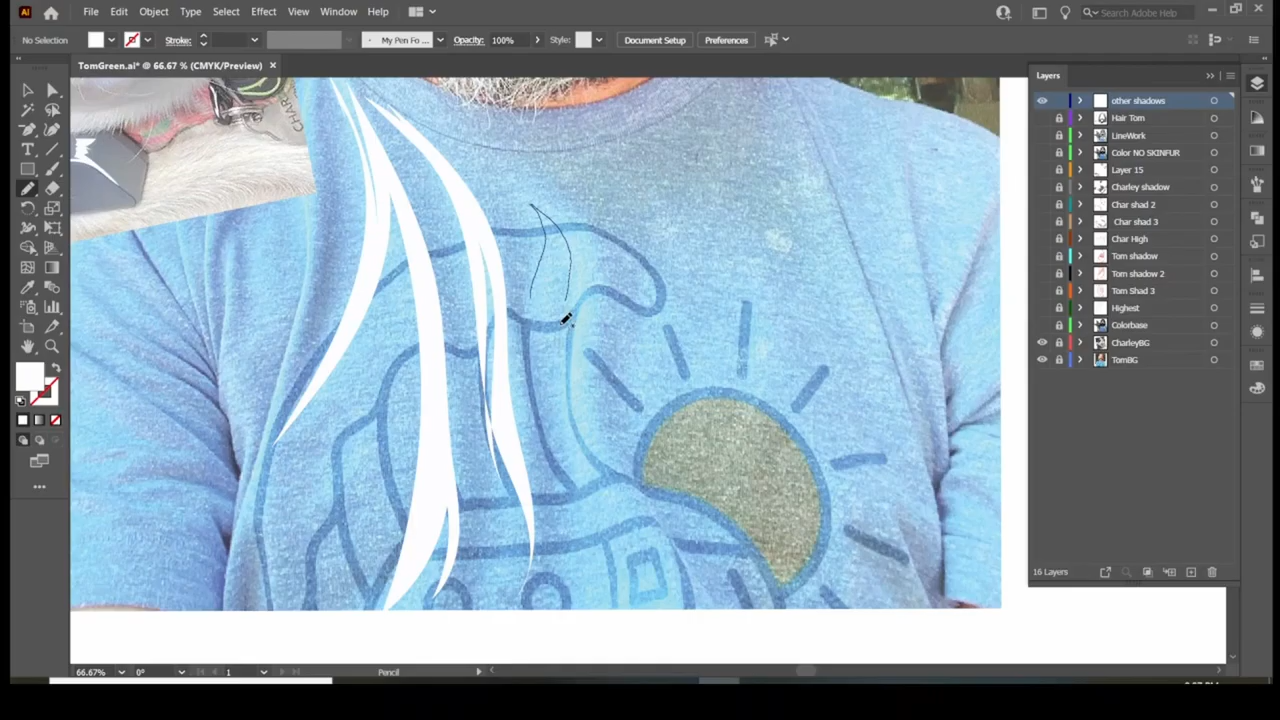 Ai File Edit Object Type Select Effect View Window Help Search Adobe Help
No Selection Stroke: My Pen Fo... Opacity: 100% Style: Document Setup Preferences
TomGreen.ai* @ 66.67 % (CMYK/Preview)
CHAR
Layers
other shadows
Hair Tom
LineWork
Color NO SKINFUR
Layer 15
Charley shadow
Char shad 2
Char shad 3
Char High
Tom shadow
Tom shadow 2
Tom Shad 3
Highest
Colorbase
CharleyBG
TomBG
16 Layers
66.67% 0° 1 Pencil